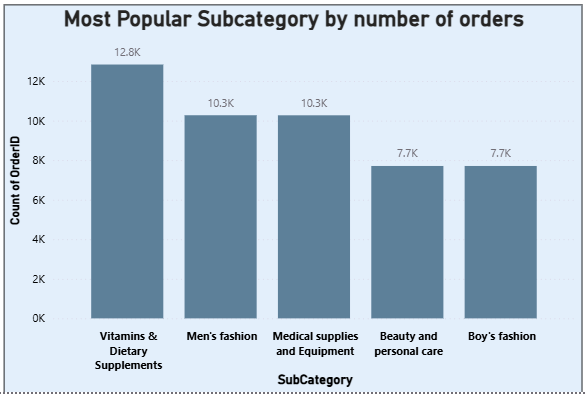 Most Popular Subcategory by number of orders
12.8K
12K
10.3K
10.3K
10K
8K
7.7K
7.7K
6K
4K
2K
0K
Count of OrderID
Vitamins &
Dietary
Supplements
Men's fashion
Medical supplies
and Equipment
Beauty and
personal care
Boy's fashion
SubCategory